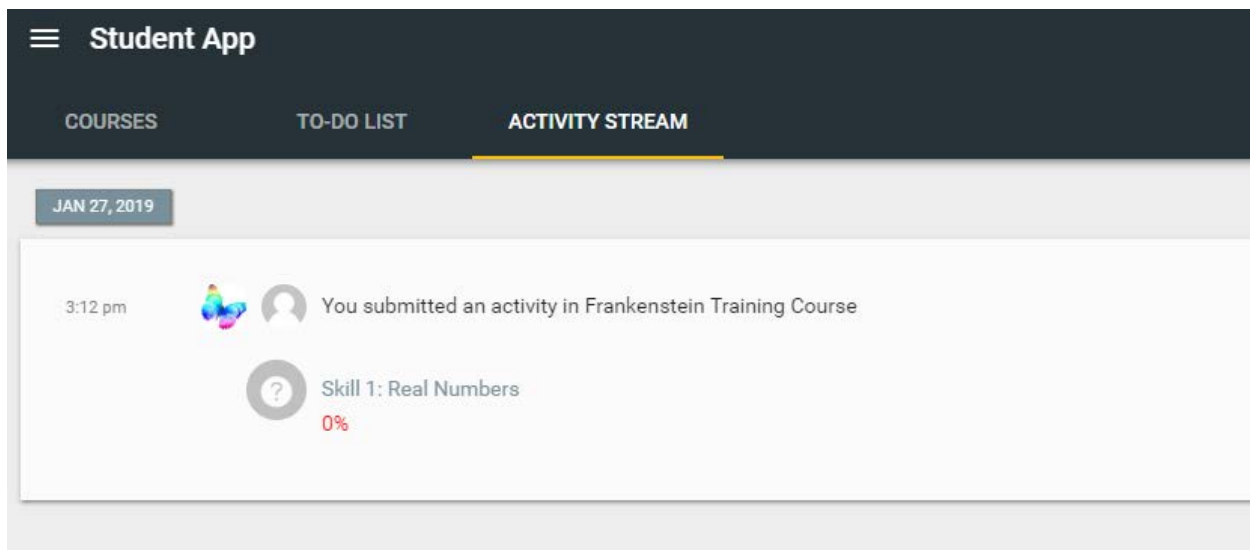 Student App
COURSES TO-DO LIST ACTIVITY STREAM
JAN 27, 2019
3:12 pm You submitted an activity in Frankenstein Training Course
?
Skill 1: Real Numbers
0%